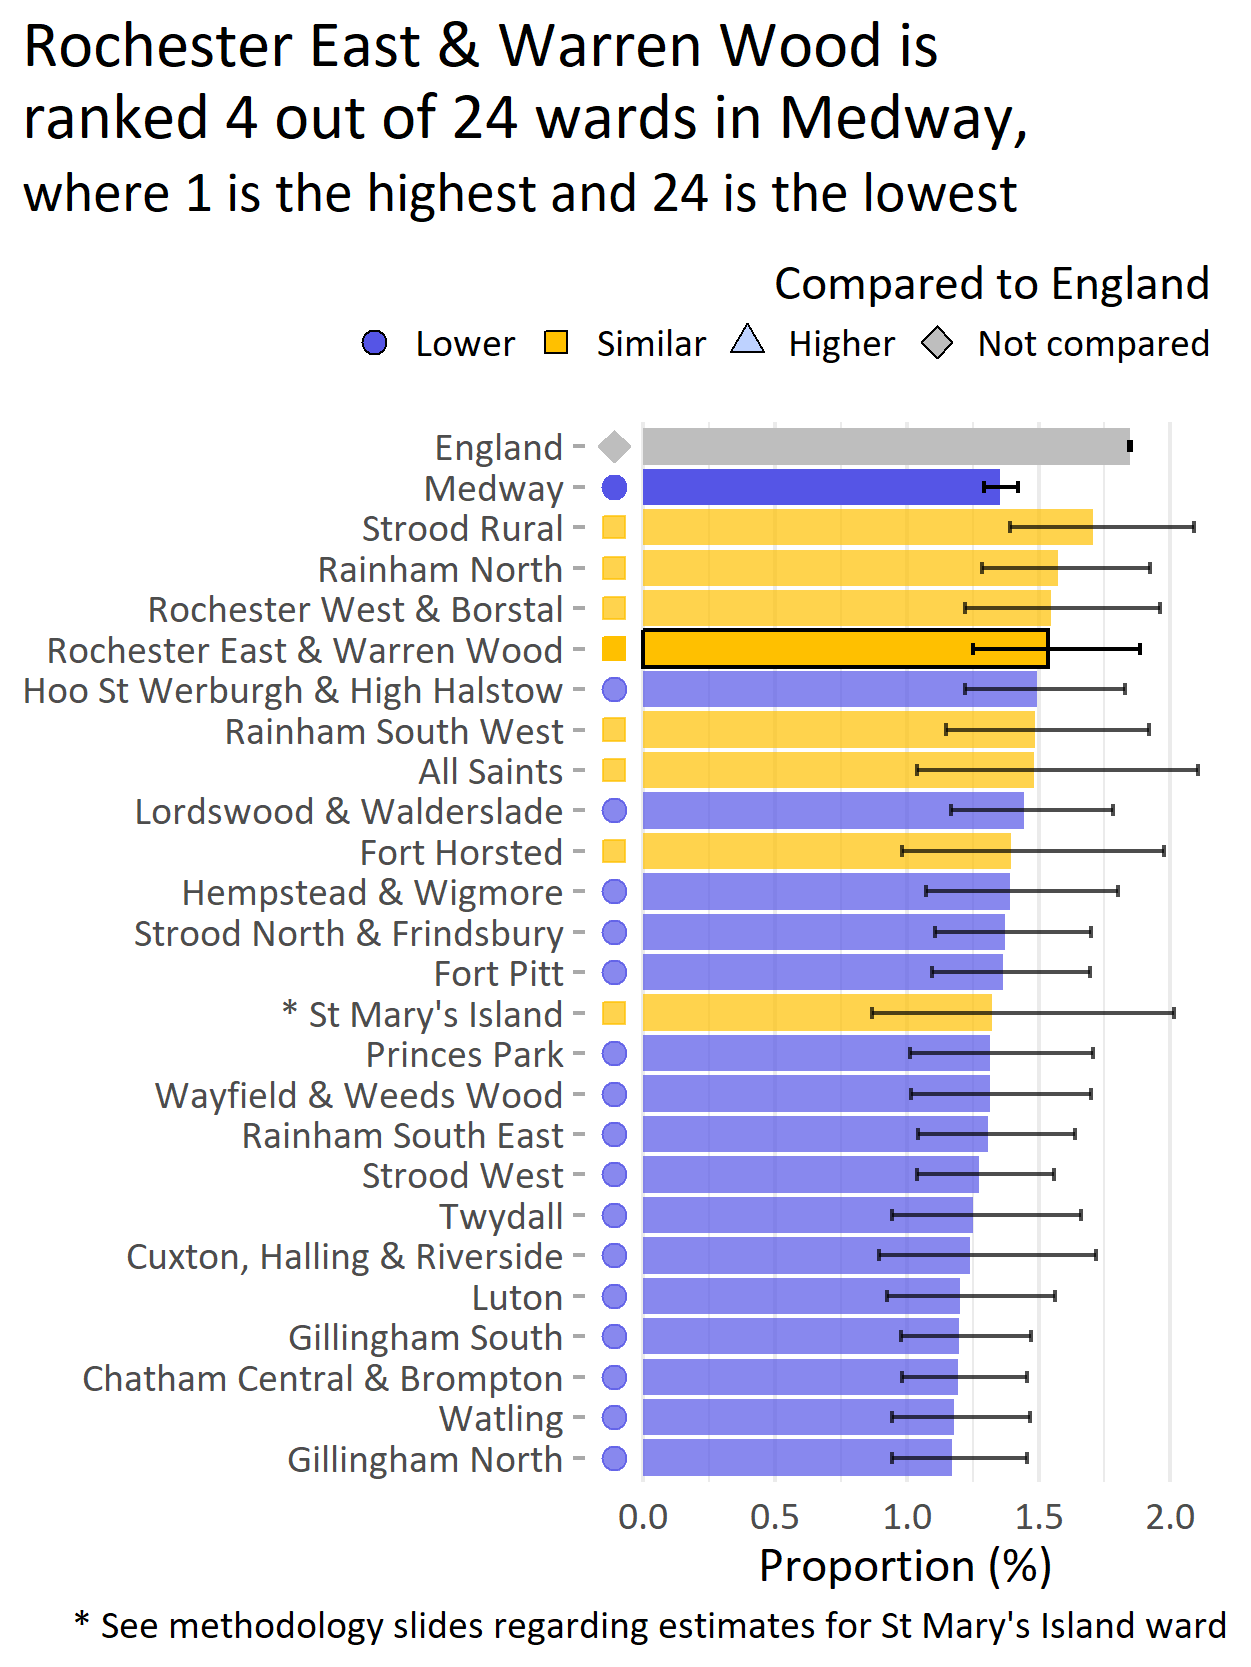 Rochester East & Warren Wood is
ranked 4 out of 24 wards in Medway,
where 1 is the highest and 24 is the lowest
Compared to England
Lower Similar Higher Not compared
England
Medway
Strood Rural
Rainham North
Rochester West & Borstal
Rochester East & Warren Wood
Hoo St Werburgh & High Halstow
Rainham South West
All Saints
Lordswood & Walderslade
Fort Horsted
Hempstead & Wigmore
Strood North & Frindsbury
Fort Pitt
* St Mary's Island
Princes Park
Wayfield & Weeds Wood
Rainham South East
Strood West
Twydall
Cuxton, Halling & Riverside
Luton
Gillingham South
Chatham Central & Brompton
Watling
Gillingham North
0.0 0.5 1.0 1.5 2.0
Proportion (%)
* See methodology slides regarding estimates for St Mary's Island ward